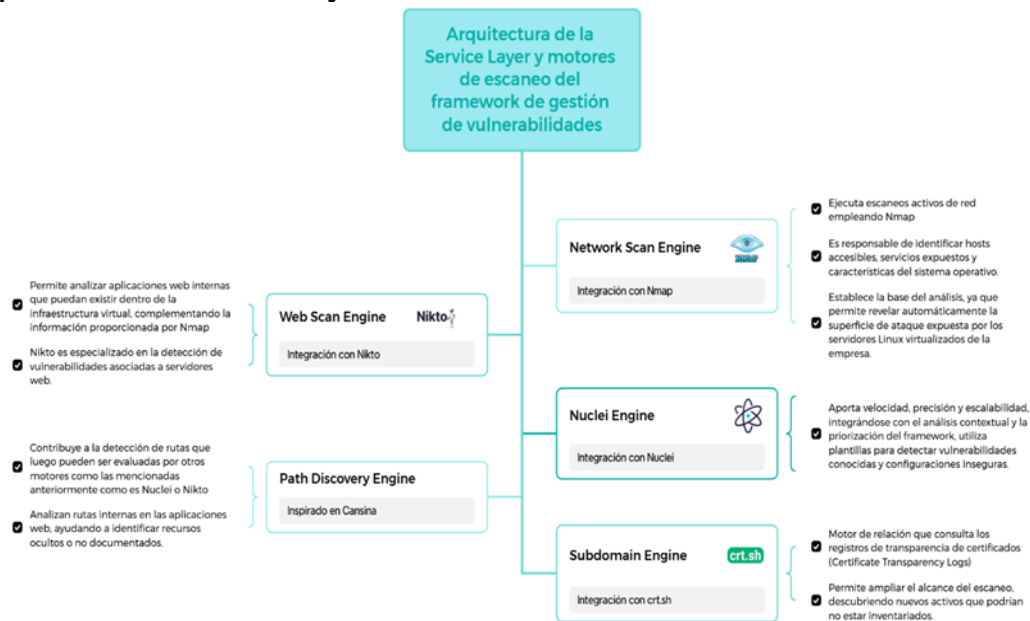 Arquitectura de la
Service Layer y motores
de escaneo del
framework de gestión
de vulnerabilidades
Network Scan Engine
NMAP
Integración con Nmap
Ejecuta escaneos activos de red
empleando Nmap
Es responsable de identificar hosts
accesibles, servicios expuestos y
características del sistema operativo.
Establece la base del análisis, ya que
permite revelar automáticamente la
superficie de ataque expuesta por los
servidores Linux virtualizados de la
empresa.
Web Scan Engine
Nikto
Integración con Nikto
Permite analizar aplicaciones web internas
que puedan existir dentro de la
infraestructura virtual, complementando la
información proporcionada por Nmap
Nikto es especializado en la detección de
vulnerabilidades asociadas a servidores
web.
Nuclei Engine
Integración con Nuclei
Aporta velocidad, precisión y escalabilidad,
integrándose con el análisis contextual y la
priorización del framework, utiliza
plantillas para detectar vulnerabilidades
conocidas y configuraciones inseguras.
Path Discovery Engine
Inspirado en Cansina
Contribuye a la detección de rutas que
luego pueden ser evaluadas por otros
motores como las mencionadas
anteriormente como es Nuclei o Nikto
Analizan rutas internas en las aplicaciones
web, ayudando a identificar recursos
ocultos o no documentados.
Subdomain Engine
crt.sh
Integración con crt.sh
Motor de relación que consulta los
registros de transparencia de certificados
(Certificate Transparency Logs)
Permite ampliar el alcance del escaneo,
descubriendo nuevos activos que podrían
no estar inventariados.